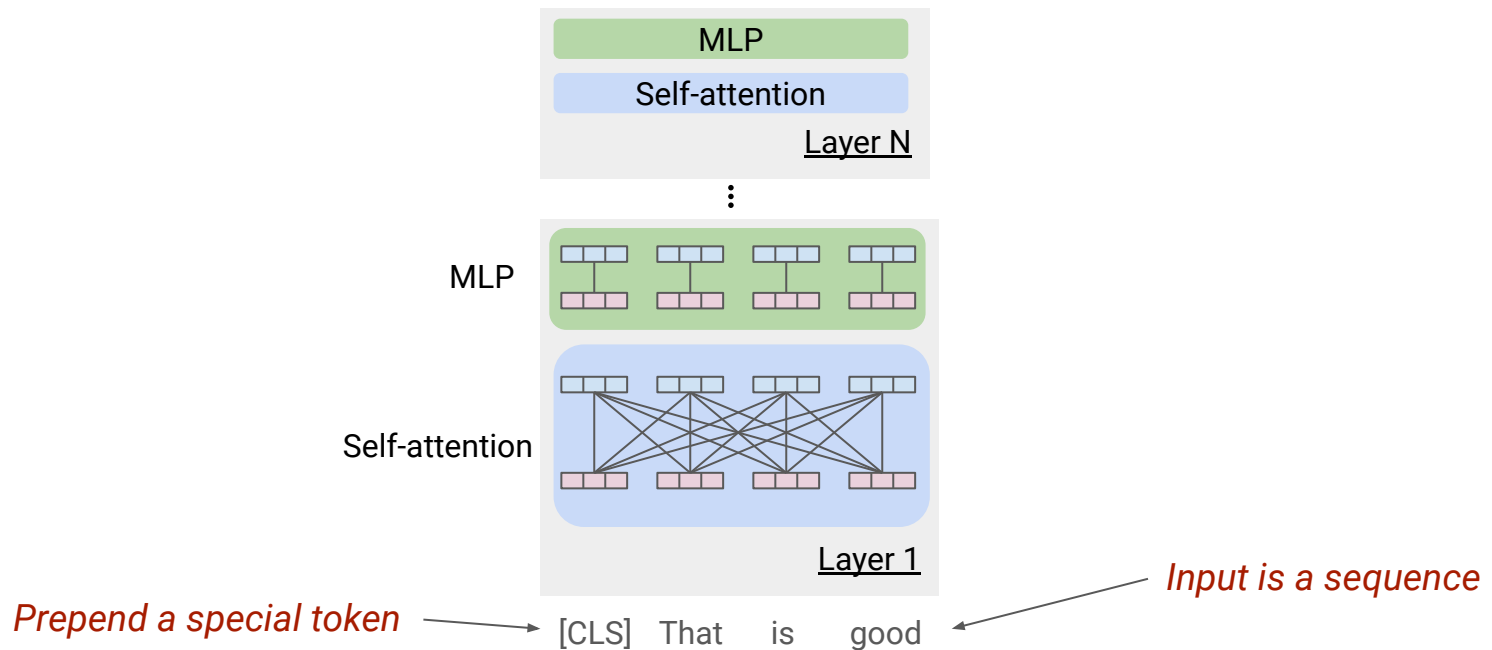 MLP
Self-attention
Layer N
MLP
Self-attention
Layer 1
Input is a sequence
Prepend a special token
[CLS] That is good